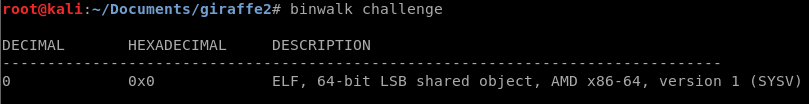 root@kali:~/Documents/giraffe2# binwalk challenge
DECIMAL       HEXADECIMAL     DESCRIPTION
--------------------------------------------------------------------------------
0             0x0             ELF, 64-bit LSB shared object, AMD x86-64, version 1 (SYSV)